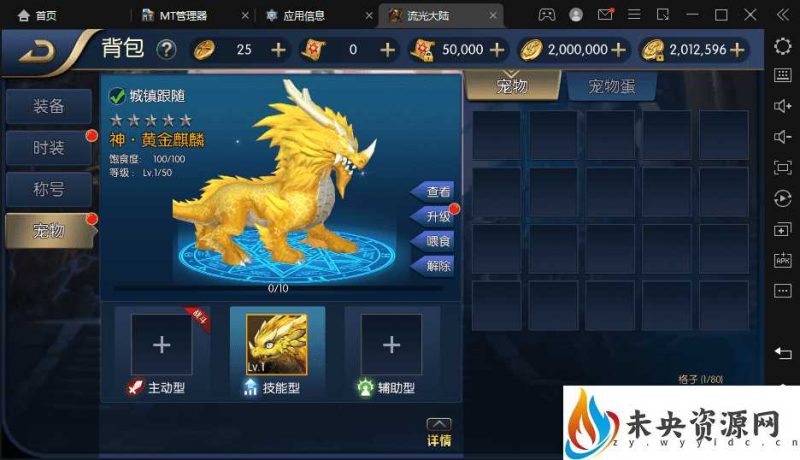 首页
MT管理器
应用信息
流光大陆
背包
?
25
0
50,000
2,000,000
2,012,596
装备
时装
称号
宠物
城镇跟随
神·黄金麒麟
饱食度: 100/100
等级: Lv.1/50
查看
升级
喂食
解除
0/10
战斗
Lv.1
主动型
技能型
辅助型
详情
宠物
宠物蛋
格子 (1/80)
APK
未央资源网
zy.wyyidc.cn